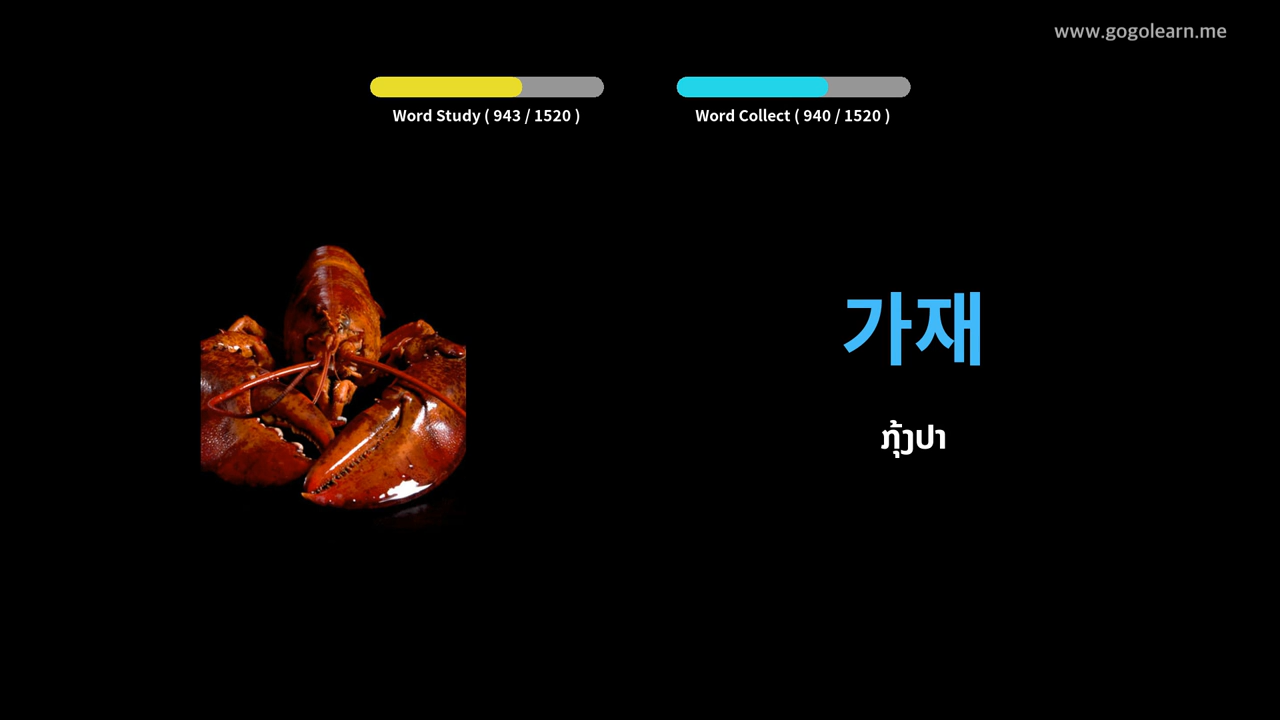 www.gogolearn.me
Word Study ( 943 / 1520 )
Word Collect ( 940 / 1520 )
가재
ກຸ້ງປາ